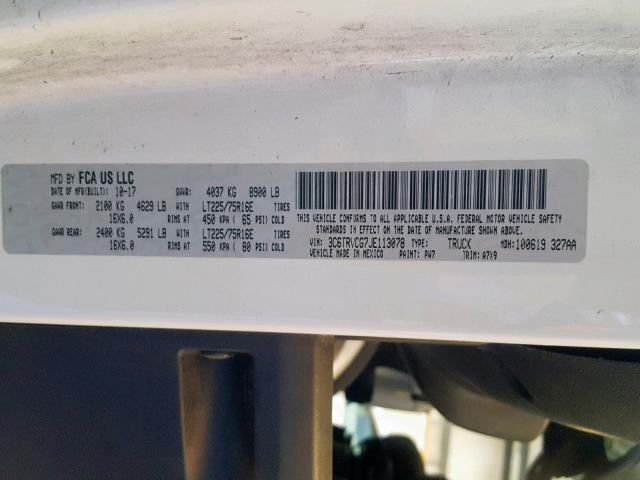 MFD BY FCA US LLC
DATE OF MFR(BUILT): 10-17 GVWR: 4037 KG 8900 LB
GAWR FRONT: 2100 KG 4629 LB WITH LT225/75R16E TIRES
16X6.0 RIMS AT 450 KPA ( 65 PSI) COLD
GAWR REAR: 2400 KG 5291 LB WITH LT225/75R16E TIRES
16X6.0 RIMS AT 550 KPA ( 80 PSI) COLD
THIS VEHICLE CONFORMS TO ALL APPLICABLE U.S.A. FEDERAL MOTOR VEHICLE SAFETY
STANDARDS IN EFFECT ON THE DATE OF MANUFACTURE SHOWN ABOVE.
VIN: 3C6TRVCG7JE113078 TYPE: TRUCK MDH: 100619 327AA
VEHICLE MADE IN MEXICO PAINT: PW7 TRIM: A7X9